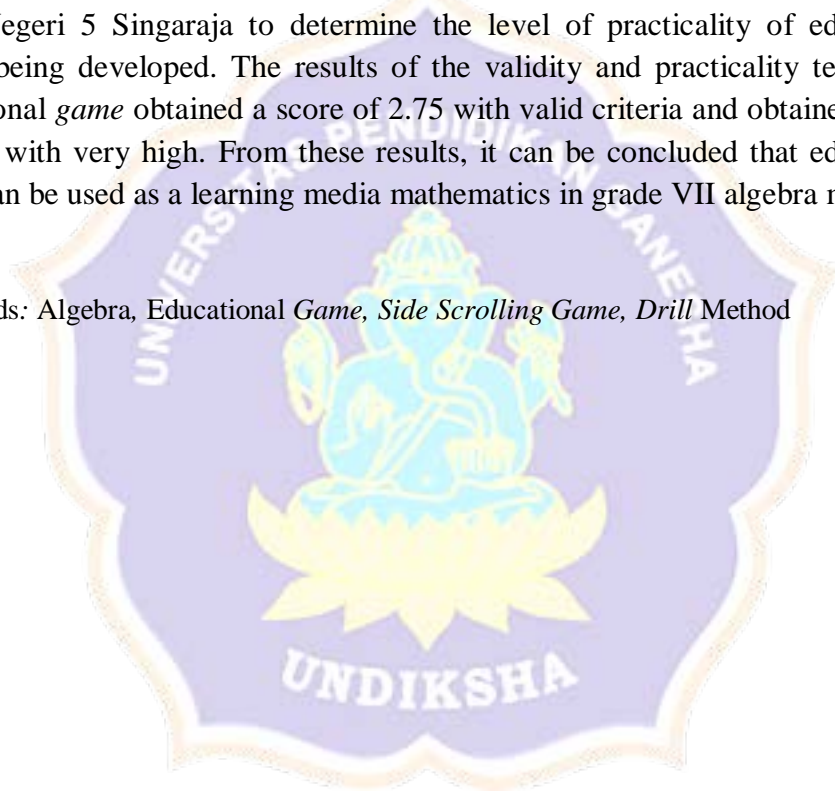 egeri 5 Singaraja to determine the level of practicality of ed
being developed. The results of the validity and practicality te
onal game obtained a score of 2.75 with valid criteria and obtaine
with very high. From these results, it can be concluded that ed
an be used as a learning media mathematics in grade VII algebra
ds: Algebra, Educational Game, Side Scrolling Game, Drill Method
UNIVERSITAS PENDIDIKAN GANESHA
UNDIKSHA